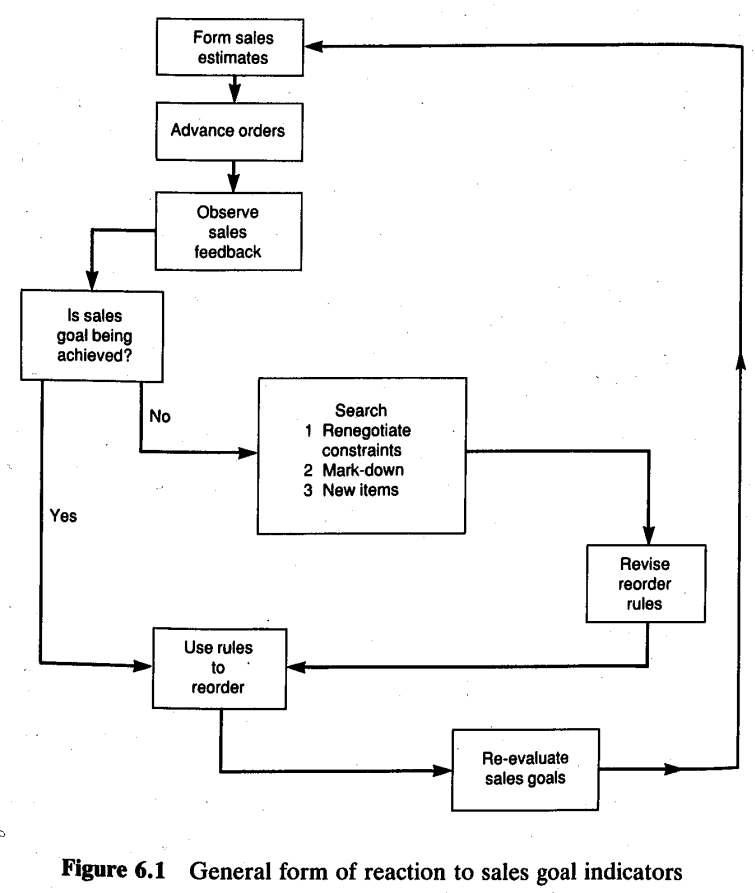 Form sales
estimates
Advance orders
Observe
sales
feedback
Is sales
goal being
achieved?
No
Search
1 Renegotiate
constraints
2 Mark-down
3 New items
Yes
Revise
reorder
rules
Use rules
to
reorder
Re-evaluate
sales goals
Figure 6.1 General form of reaction to sales goal indicators